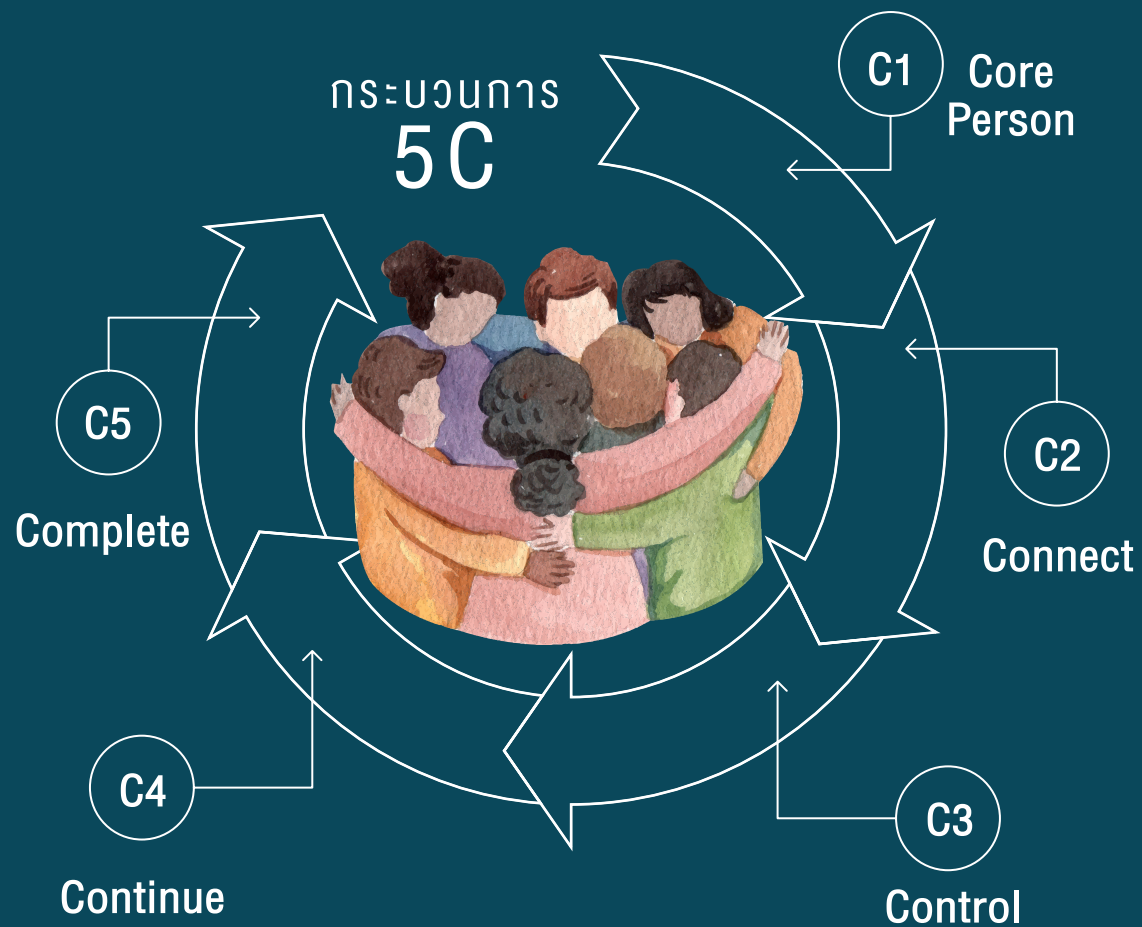 กระบวนการ
5C
C1
Core
Person
C2
Connect
C3
Control
C4
Continue
C5
Complete